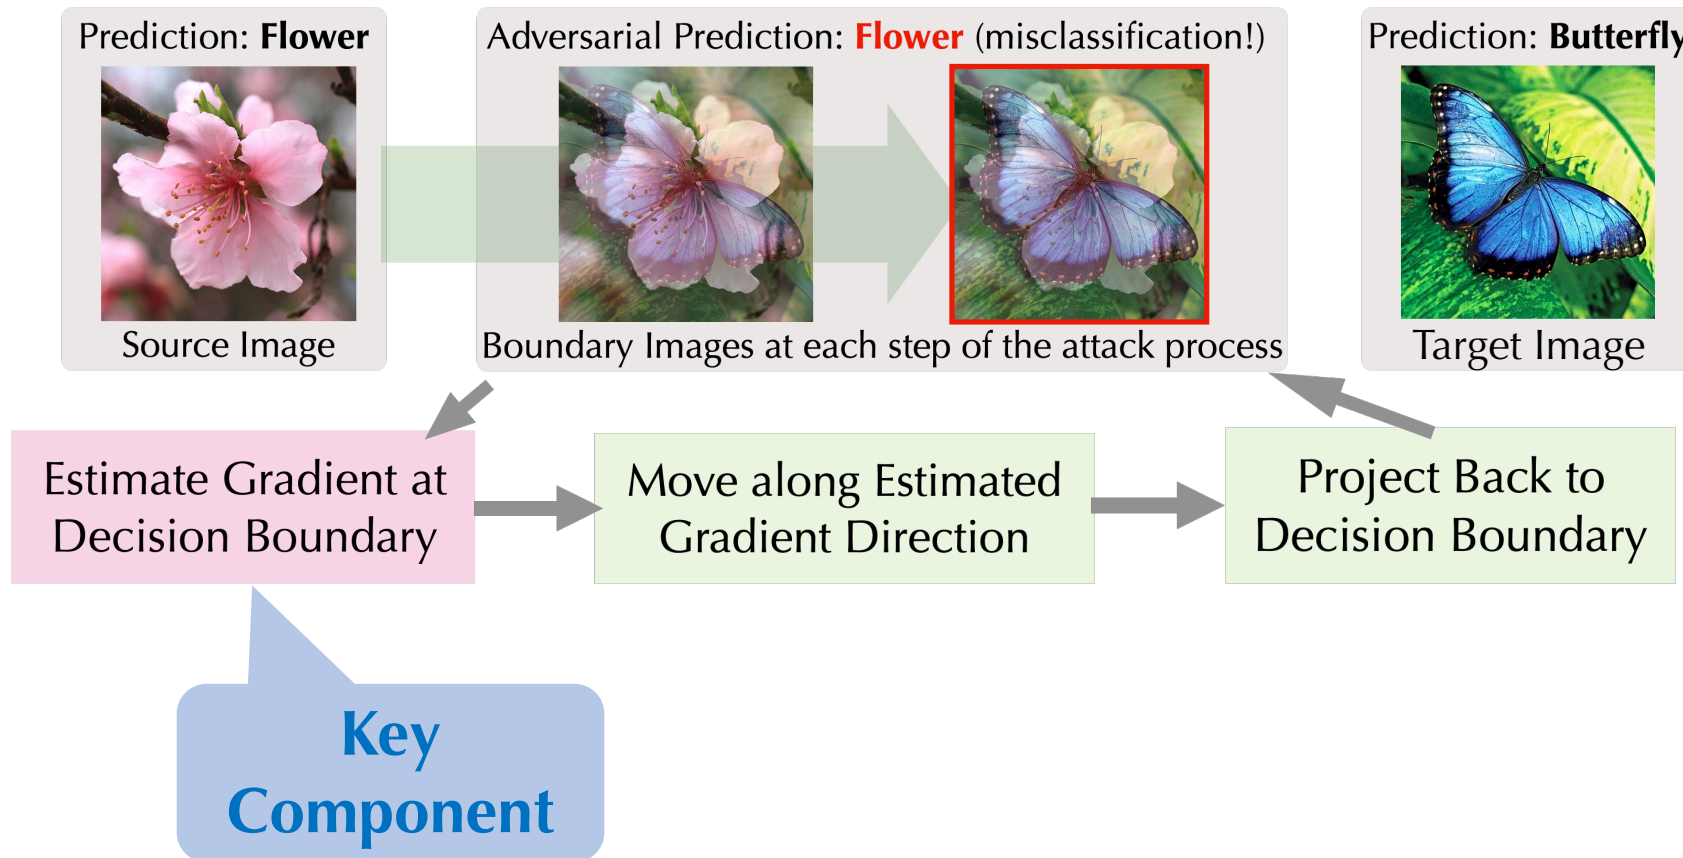 Prediction: Flower
Adversarial Prediction: Flower (misclassification!)
Prediction: Butterfly
Source Image
Boundary Images at each step of the attack process
Target Image
Estimate Gradient at
Decision Boundary
Move along Estimated
Gradient Direction
Project Back to
Decision Boundary
Key
Component